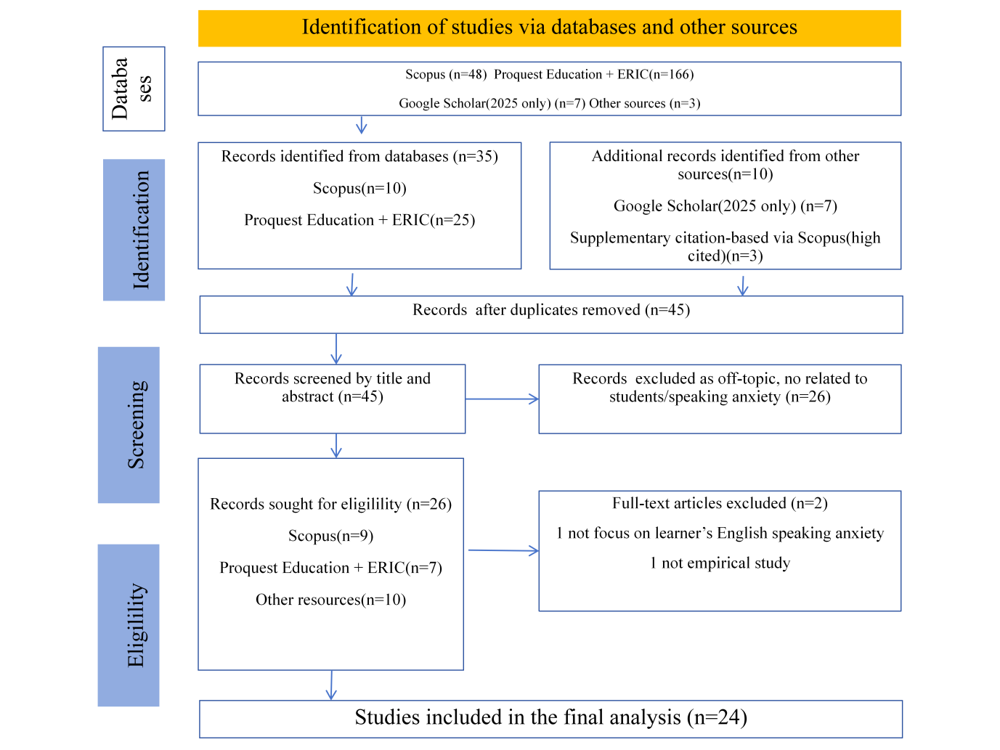 Identification of studies via databases and other sources
Databa
ses
Scopus (n=48)  Proquest Education + ERIC(n=166)
Google Scholar(2025 only) (n=7) Other sources (n=3)
Identification
Records identified from databases (n=35)
Scopus(n=10)
Proquest Education + ERIC(n=25)
Additional records identified from other
sources(n=10)
Google Scholar(2025 only) (n=7)
Supplementary citation-based via Scopus(high
cited)(n=3)
Records  after duplicates removed (n=45)
Screening
Records screened by title and
abstract (n=45)
Records  excluded as off-topic, no related to
students/speaking anxiety (n=26)
Eligilility
Records sought for eligilility (n=26)
Scopus(n=9)
Proquest Education + ERIC(n=7)
Other resources(n=10)
Full-text articles excluded (n=2)
1 not focus on learner’s English speaking anxiety
1 not empirical study
Studies included in the final analysis (n=24)